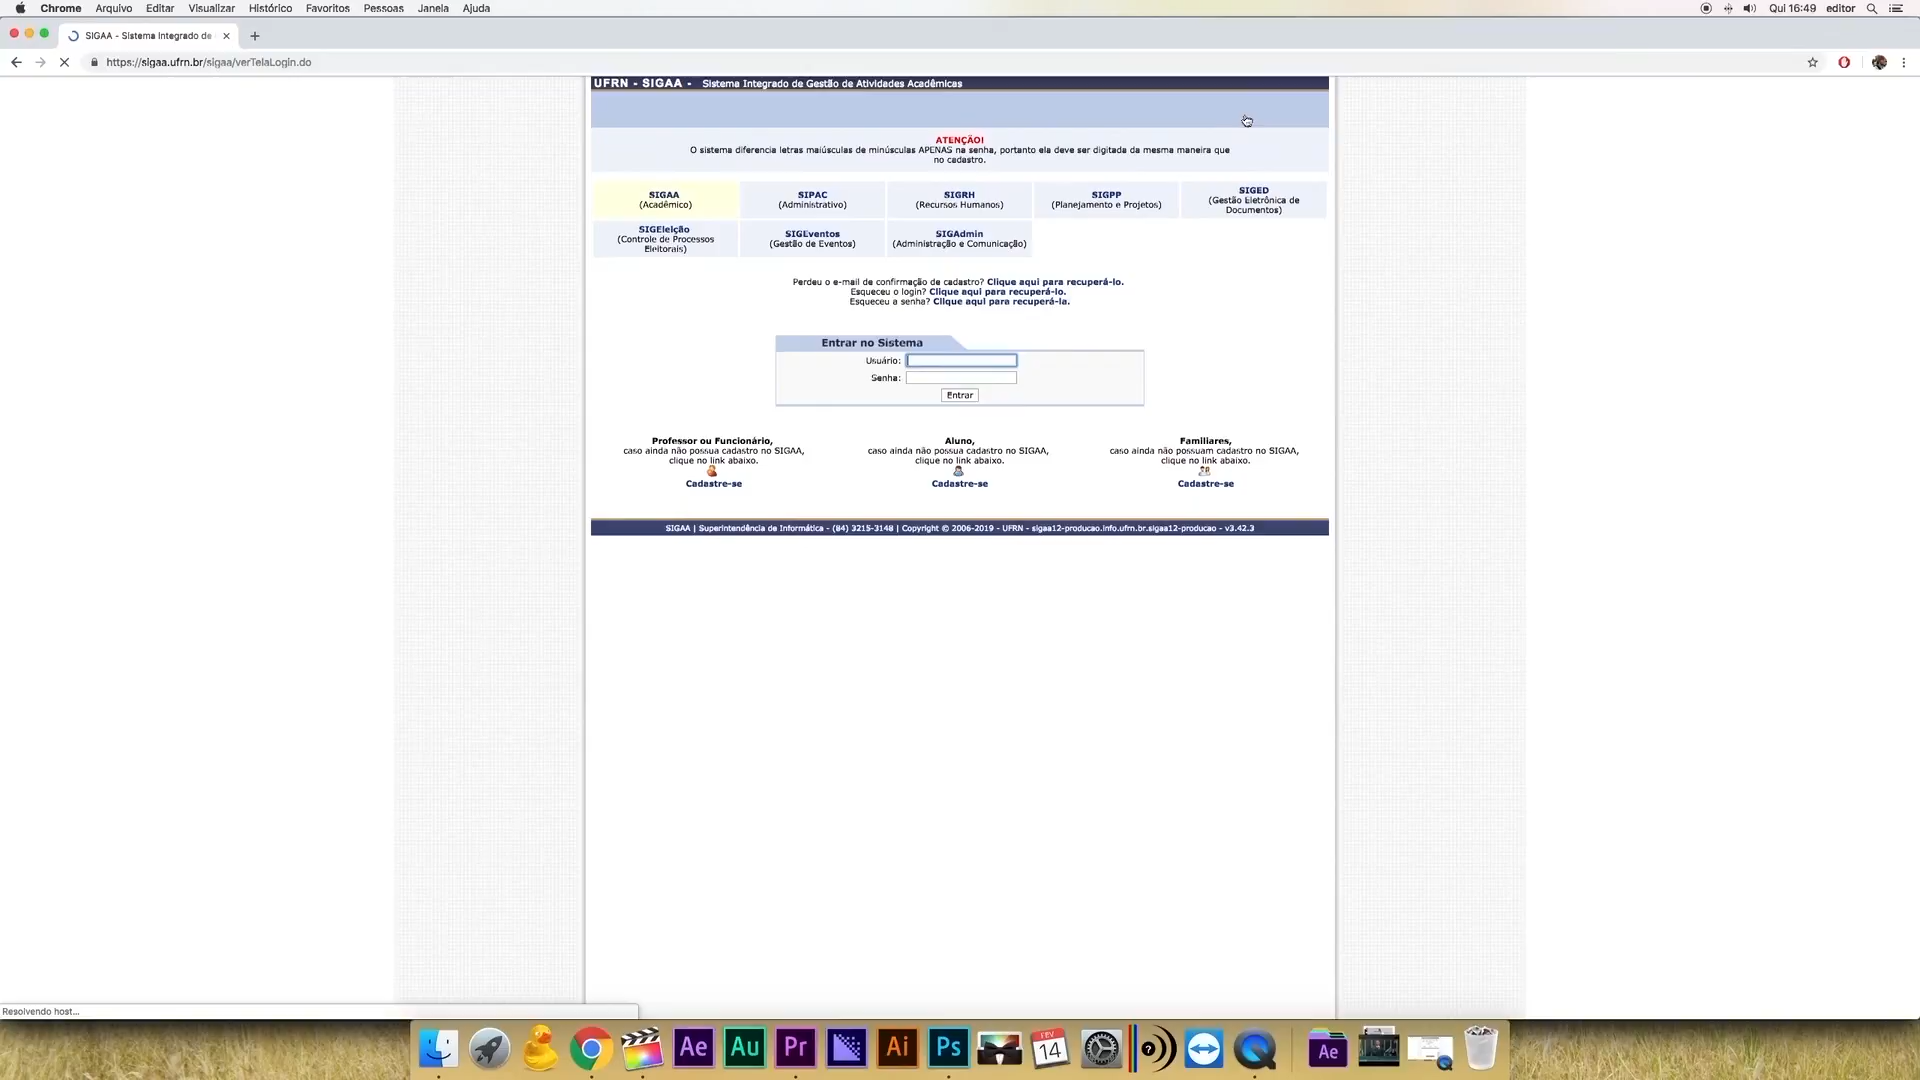 Chrome Arquivo Editar Visualizar Histórico Favoritos Pessoas Janela Ajuda Qui 16:49 editor
SIGAA - Sistema Integrado de
https://sigaa.ufrn.br/sigaa/verTelaLogin.do
UFRN - SIGAA - Sistema Integrado de Gestão de Atividades Acadêmicas
ATENÇÃO!
O sistema diferencia letras maiúsculas de minúsculas APENAS na senha, portanto ela deve ser digitada da mesma maneira que
no cadastro.
SIGAA
(Acadêmico)
SIPAC
(Administrativo)
SIGRH
(Recursos Humanos)
SIGPP
(Planejamento e Projetos)
SIGED
(Gestão Eletrônica de
Documentos)
SIGEleição
(Controle de Processos
Eleitorais)
SIGEventos
(Gestão de Eventos)
SIGAdmin
(Administração e Comunicação)
Perdeu o e-mail de confirmação de cadastro? Clique aqui para recuperá-lo.
Esqueceu o login? Clique aqui para recuperá-lo.
Esqueceu a senha? Clique aqui para recuperá-la.
Entrar no Sistema
Usuário:
Senha:
Entrar
Professor ou Funcionário,
caso ainda não possua cadastro no SIGAA,
clique no link abaixo.
Cadastre-se
Aluno,
caso ainda não possua cadastro no SIGAA,
clique no link abaixo.
Cadastre-se
Familiares,
caso ainda não possuam cadastro no SIGAA,
clique no link abaixo.
Cadastre-se
SIGAA | Superintendência de Informática - (84) 3215-3148 | Copyright © 2006-2019 - UFRN - sigaa12-producao.info.ufrn.br.sigaa12-producao - v3.42.3
Resolvendo host...
Ae Au Pr Ai Ps FEV 14 ? Ae